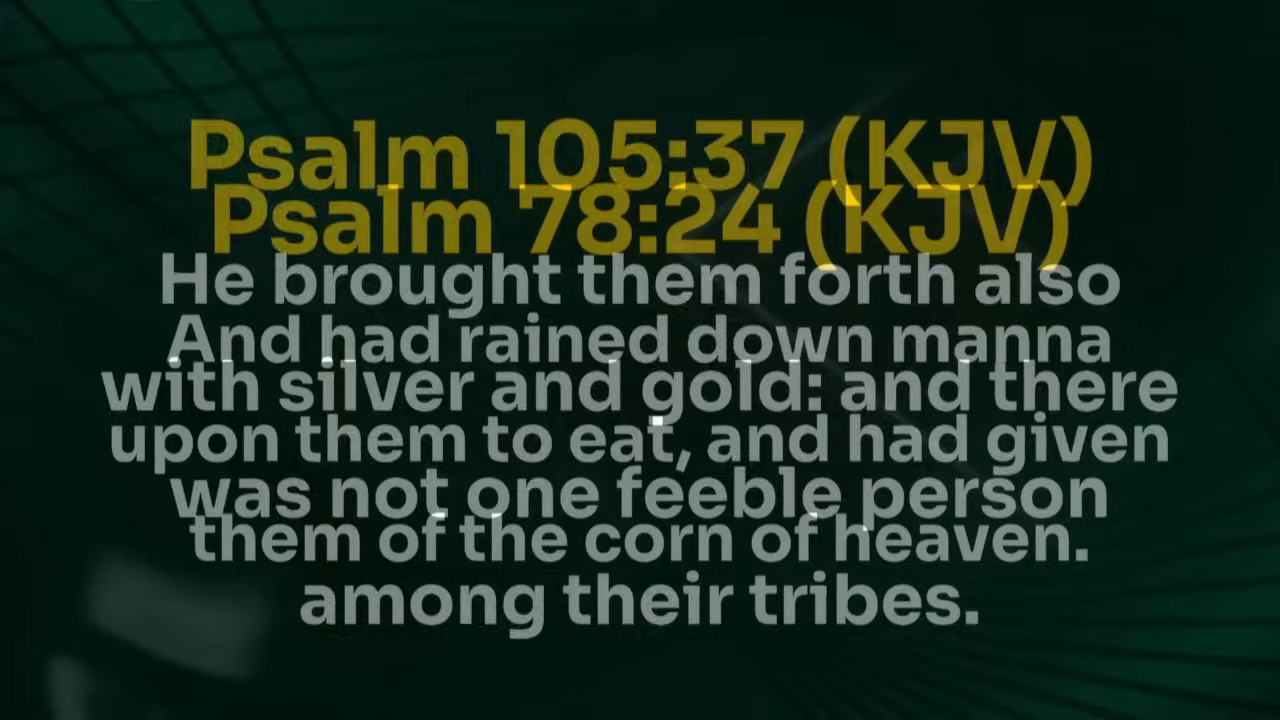 Psalm 105:37 (KJV)
Psalm 78:24 (KJV)
He brought them forth also
And had rained down manna
with silver and gold: and there
upon them to eat, and had given
was not one feeble person
them of the corn of heaven.
among their tribes.